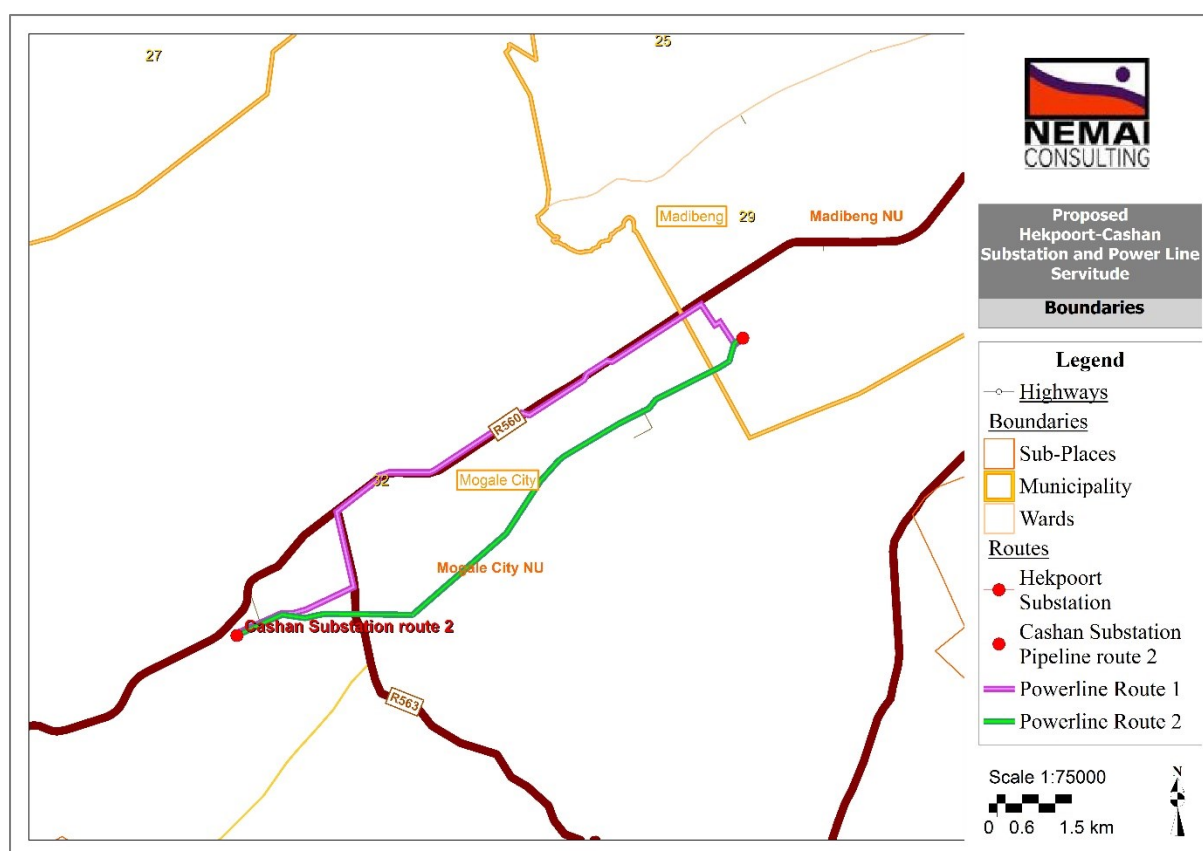 27
25
Madibeng
29
Madibeng NU
R560
Mogale City
Mogale City NU
Cashan Substation route 2
R563
NEMAI
CONSULTING
Proposed
Hekpoort-Cashan
Substation and Power Line
Servitude
Boundaries
Legend
Highways
Boundaries
Sub-Places
Municipality
Wards
Routes
Hekpoort
Substation
Cashan Substation
Pipeline route 2
Powerline Route 1
Powerline Route 2
Scale 1:75000
0 0.6 1.5 km
N